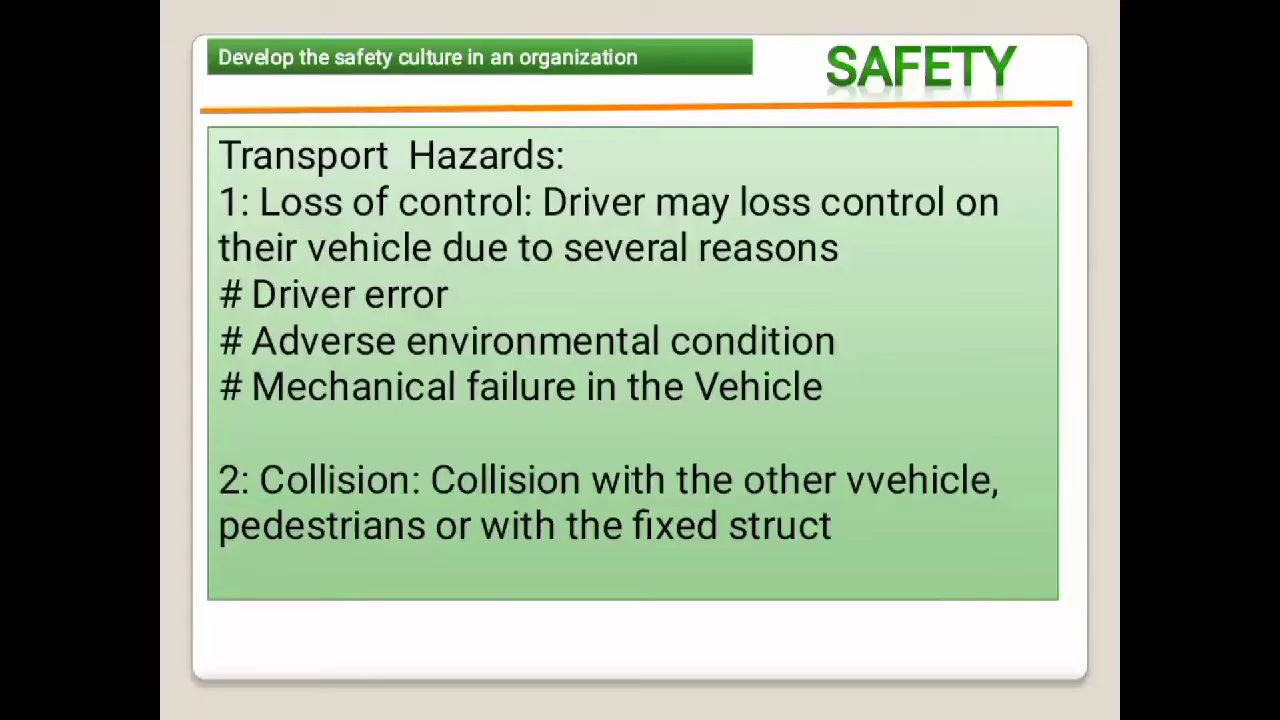 Develop the safety culture in an organization
SAFETY
Transport Hazards:
1: Loss of control: Driver may loss control on
their vehicle due to several reasons
# Driver error
# Adverse environmental condition
# Mechanical failure in the Vehicle
2: Collision: Collision with the other vvehicle,
pedestrians or with the fixed struct